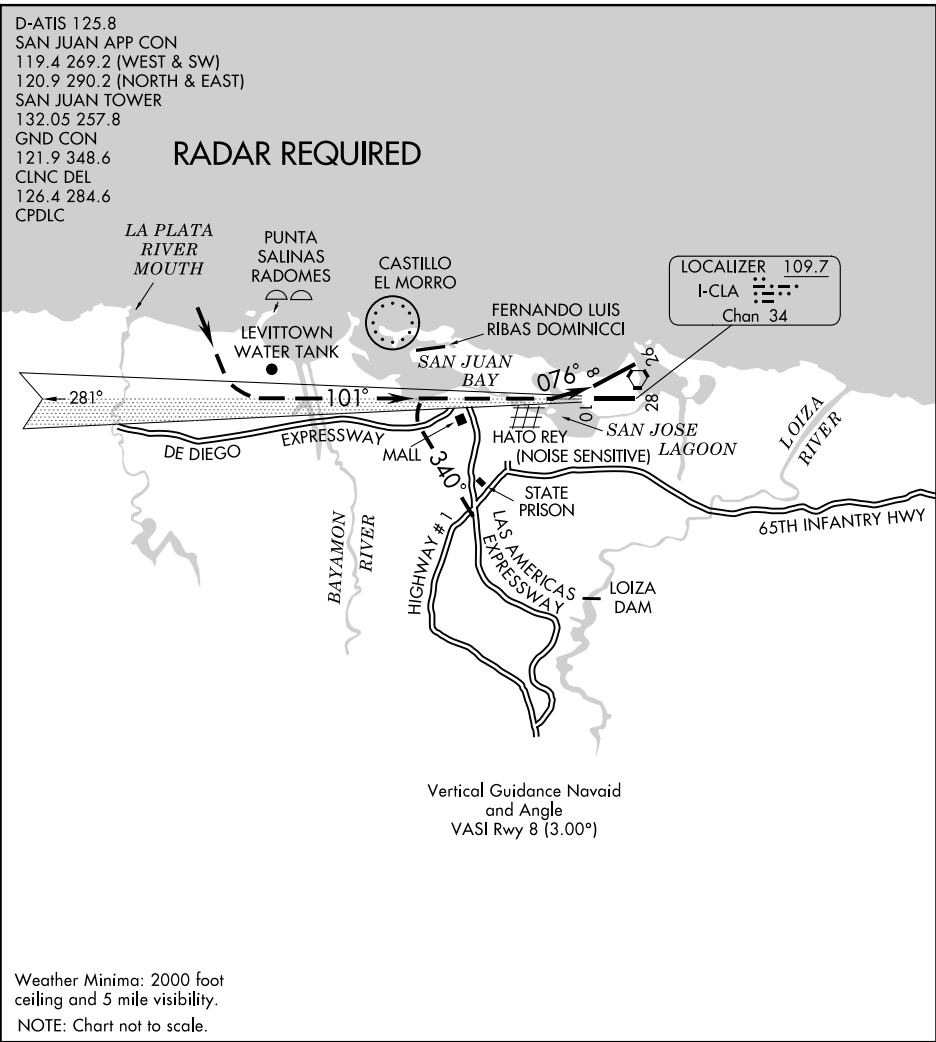 D-ATIS 125.8
SAN JUAN APP CON
119.4 269.2 (WEST & SW)
120.9 290.2 (NORTH & EAST)
SAN JUAN TOWER
132.05 257.8
GND CON
121.9 348.6
CLNC DEL
126.4 284.6
CPDLC
RADAR REQUIRED
LA PLATA
RIVER
MOUTH
PUNTA
SALINAS
RADOMES
CASTILLO
EL MORRO
LOCALIZER 109.7
I-CLA
Chan 34
FERNANDO LUIS
RIBAS DOMINICCI
LEVITTOWN
WATER TANK
SAN JUAN
BAY
076°
8
26
281°
101°
10
28
DE DIEGO
EXPRESSWAY
MALL
340°
HATO REY
(NOISE SENSITIVE)
SAN JOSE
LAGOON
LOIZA
RIVER
STATE
PRISON
65TH INFANTRY HWY
BAYAMON
RIVER
HIGHWAY # 1
LAS AMERICAS
EXPRESSWAY
LOIZA
DAM
Vertical Guidance Navaid
and Angle
VASI Rwy 8 (3.00°)
Weather Minima: 2000 foot
ceiling and 5 mile visibility.
NOTE: Chart not to scale.